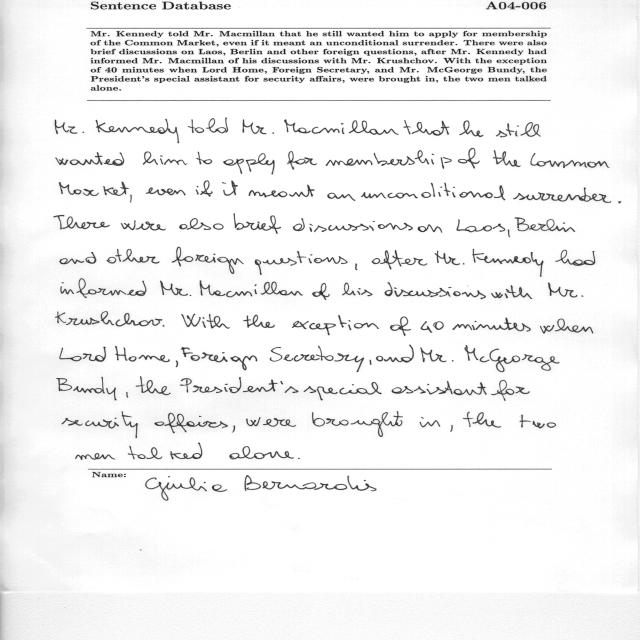 Sentence Database A04-006
Mr. Kennedy told Mr. Macmillan that he still wanted him to apply for membership
of the Common Market, even if it meant an unconditional surrender. There were also
brief discussions on Laos, Berlin and other foreign questions, after Mr. Kennedy had
informed Mr. Macmillan of his discussions with Mr. Krushchov. With the exception
of 40 minutes when Lord Home, Foreign Secretary, and Mr. McGeorge Bundy, the
President's special assistant for security affairs, were brought in, the two men talked
alone.
Mr. Kennedy told Mr. Macmillan that he still
wanted him to apply for membership of the Common
Market, even if it meant an unconditional surrender.
There were also brief discussions on Laos, Berlin
and other foreign questions, after Mr. Kennedy had
informed Mr. Macmillan of his discussions with Mr.
Krushchov. With the exception of 40 minutes when
Lord Home, Foreign Secretary, and Mr. McGeorge
Bundy, the President's special assistant for
security affairs, were brought in, the two
men talked alone.
Name: Giulia Bernardis